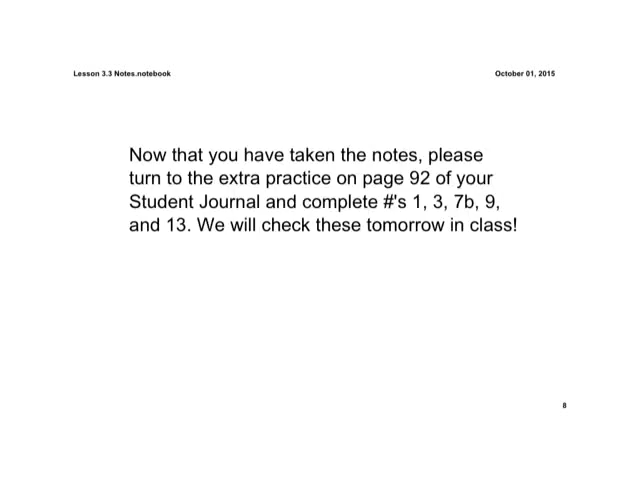 Lesson 3.3 Notes.notebook
October 01, 2015
Now that you have taken the notes, please
turn to the extra practice on page 92 of your
Student Journal and complete #'s 1, 3, 7b, 9,
and 13. We will check these tomorrow in class!
8